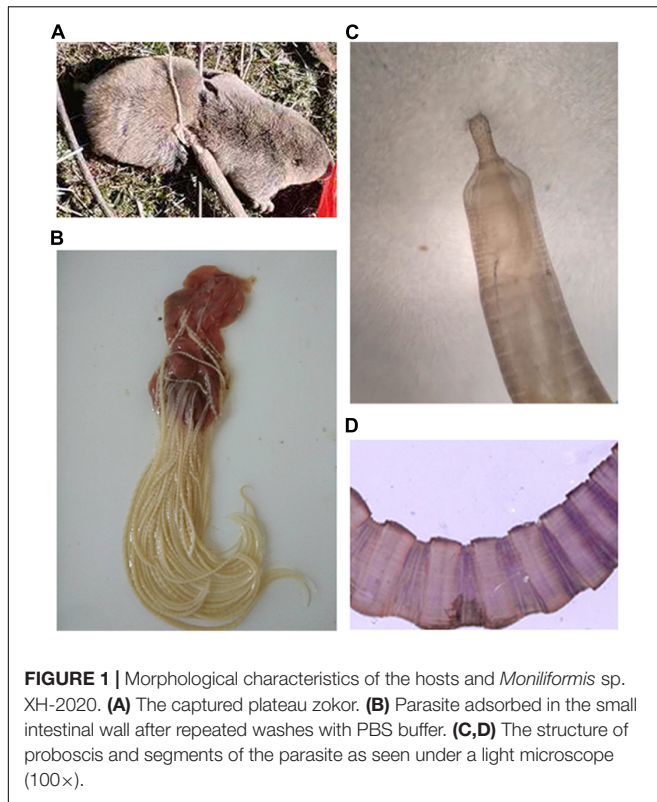 A
C
B
D
FIGURE 1 | Morphological characteristics of the hosts and Moniliformis sp.
XH-2020. (A) The captured plateau zokor. (B) Parasite adsorbed in the small
intestinal wall after repeated washes with PBS buffer. (C,D) The structure of
proboscis and segments of the parasite as seen under a light microscope
(100×).